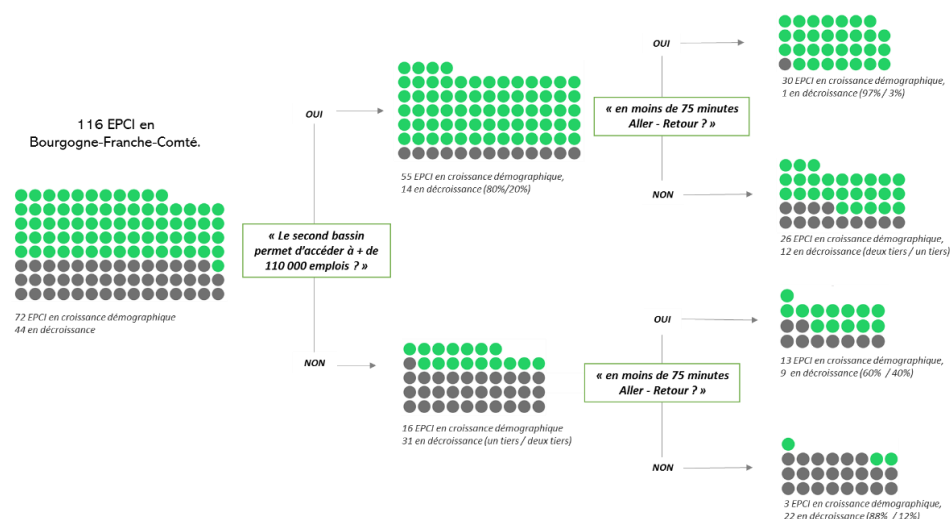 116 EPCI en
Bourgogne-Franche-Comté.
72 EPCI en croissance démographique
44 en décroissance
« Le second bassin
permet d'accéder à + de
110 000 emplois ? »
OUI
55 EPCI en croissance démographique,
14 en décroissance (80%/20%)
« en moins de 75 minutes
Aller - Retour ? »
OUI
30 EPCI en croissance démographique,
1 en décroissance (97% / 3%)
NON
26 EPCI en croissance démographique,
12 en décroissance (deux tiers / un tiers)
NON
16 EPCI en croissance démographique
31 en décroissance (un tiers / deux tiers)
« en moins de 75 minutes
Aller - Retour ? »
OUI
13 EPCI en croissance démographique,
9 en décroissance (60% / 40%)
NON
3 EPCI en croissance démographique,
22 en décroissance (88% / 12%)